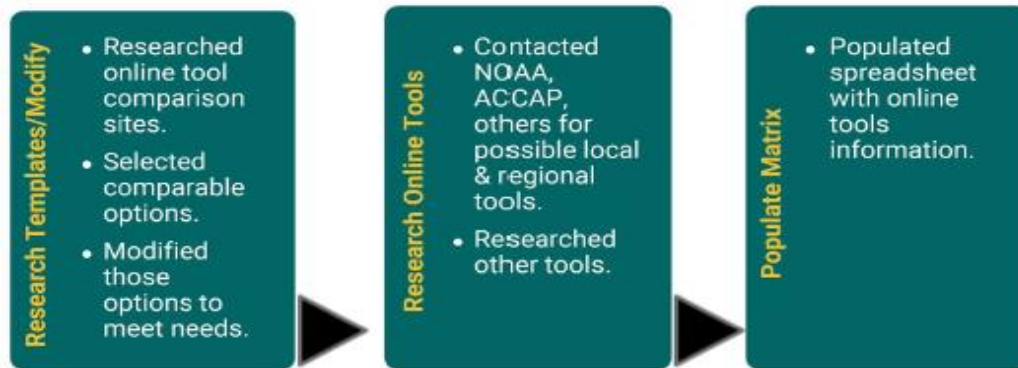 Research Templates/Modify
• Researched
online tool
comparison
sites.
• Selected
comparable
options.
• Modified
those
options to
meet needs.
Research Online Tools
• Contacted
NOAA,
ACCAP,
others for
possible local
& regional
tools.
• Researched
other tools.
Populate Matrix
• Populated
spreadsheet
with online
tools
information.